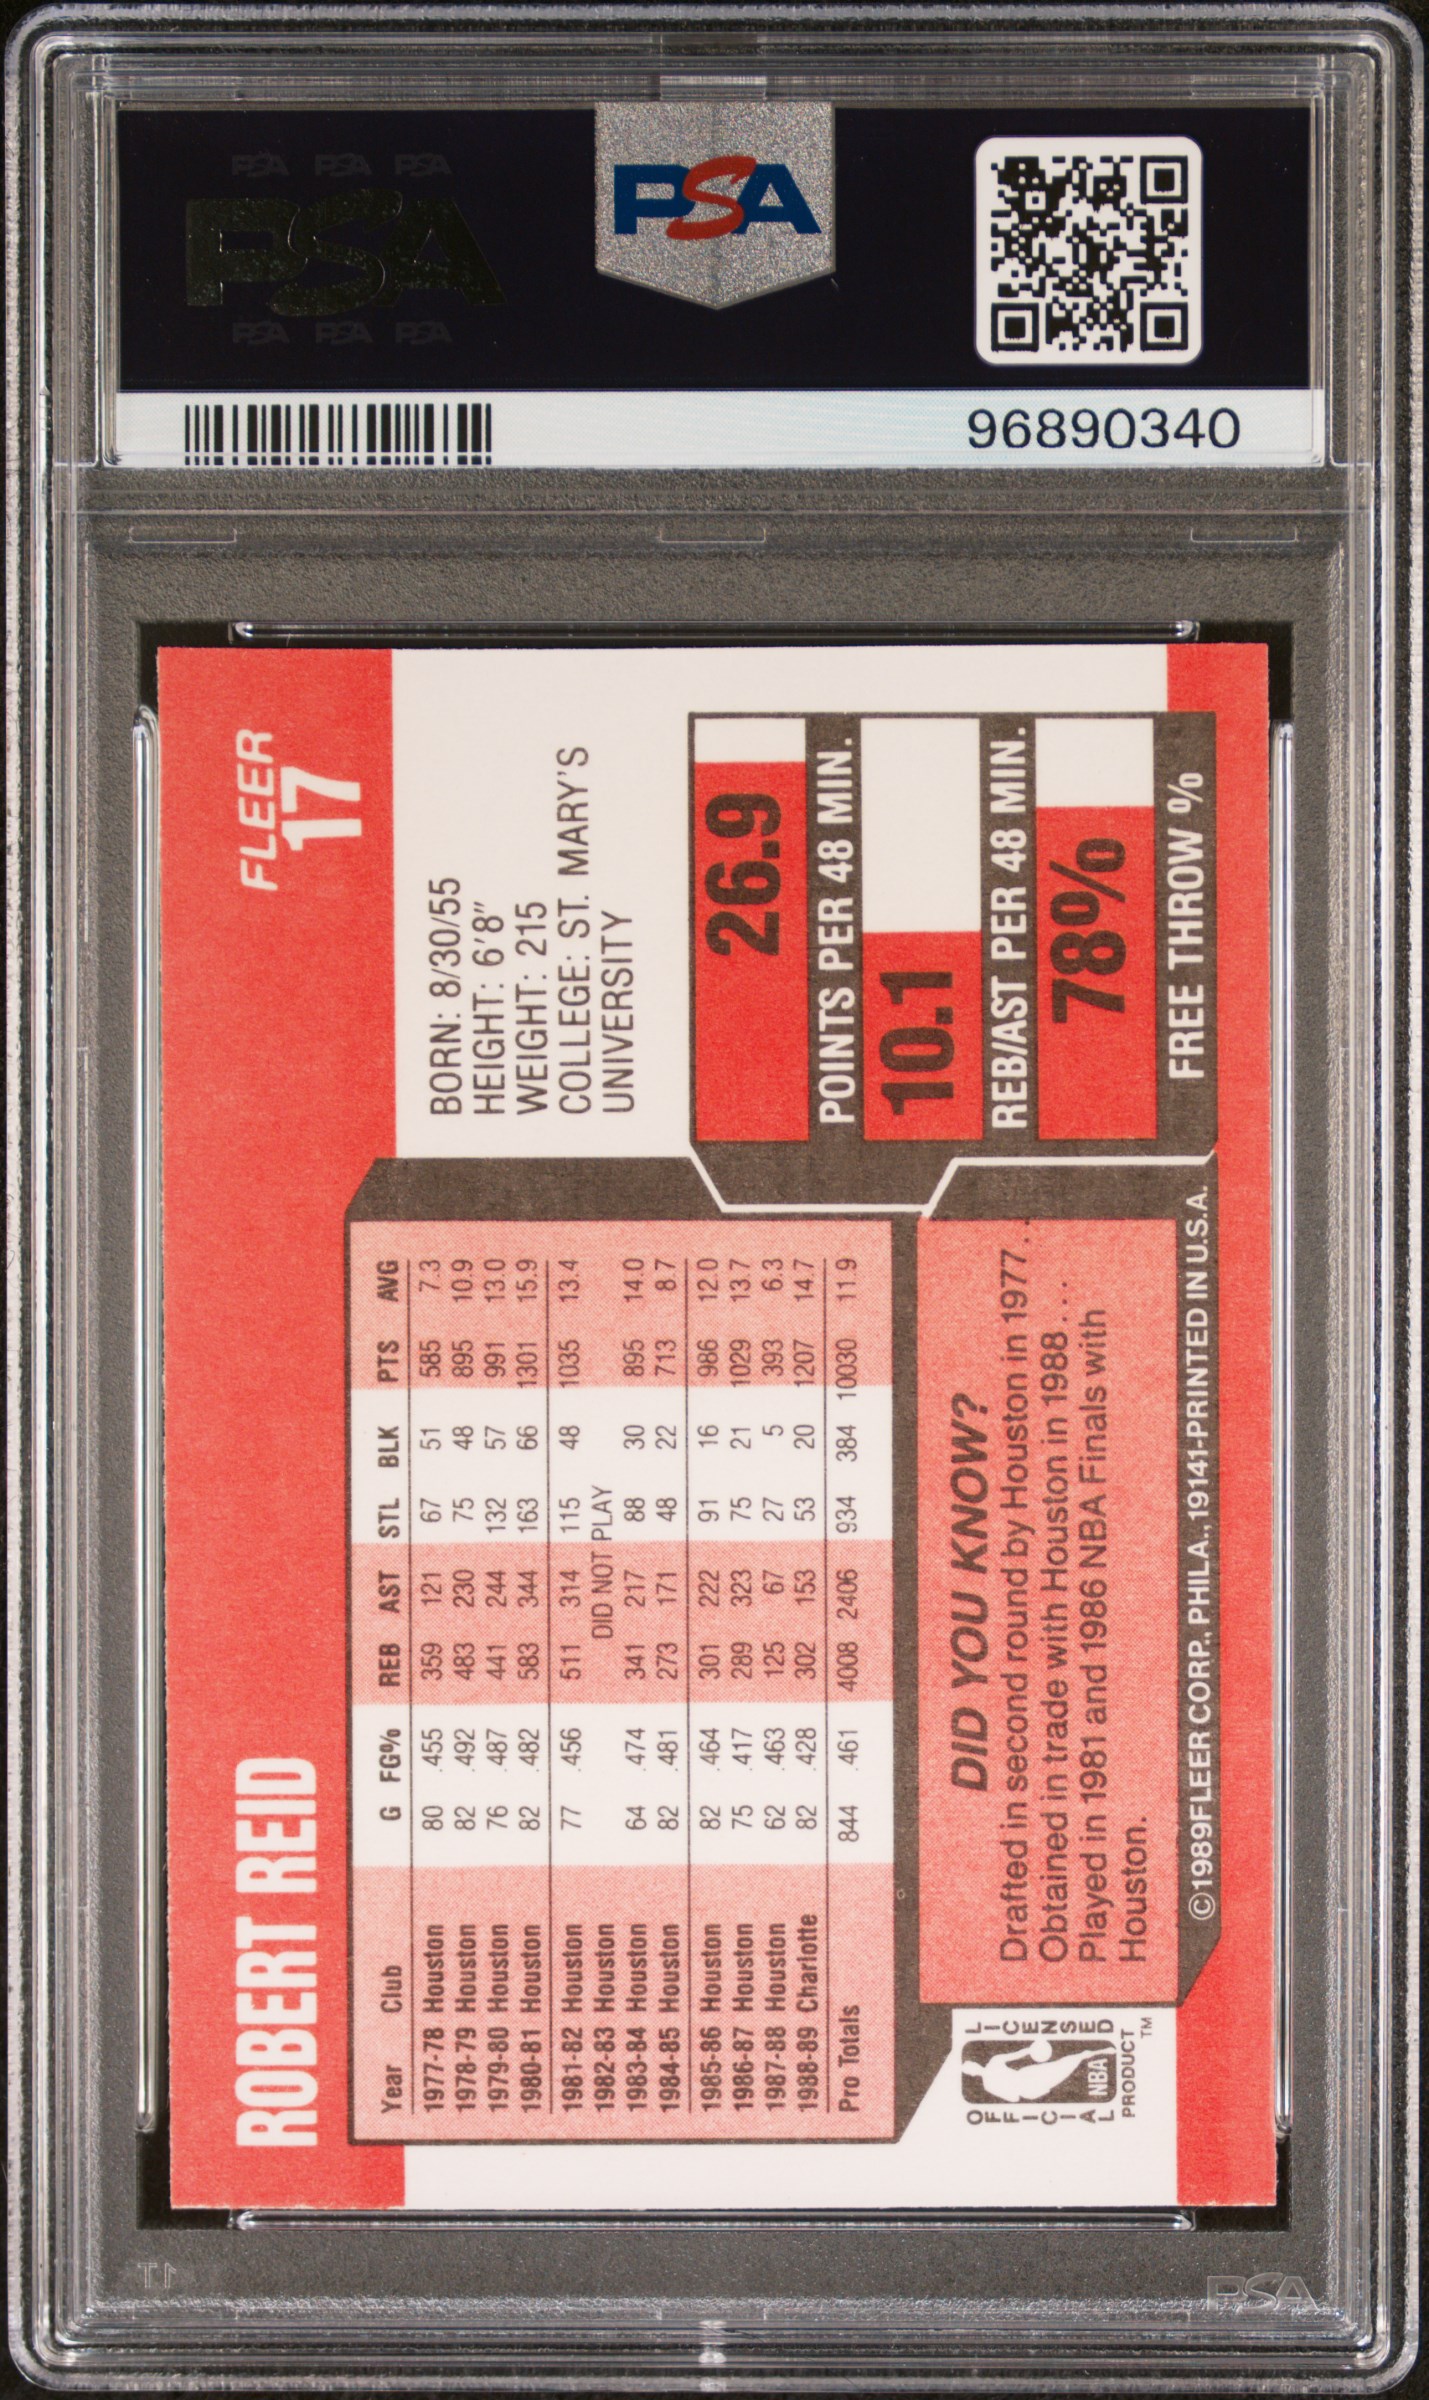 PSA PSA PSA
PSA
PSA PSA PSA
PSA
96890340
ROBERT REID
FLEER
17
BORN: 8/30/55
HEIGHT: 6'8"
WEIGHT: 215
COLLEGE: ST. MARY'S
UNIVERSITY
Year Club G FG% REB AST STL BLK PTS AVG
1977-78 Houston 80 .455 359 121 67 51 585 7.3
1978-79 Houston 82 .492 483 230 75 48 895 10.9
1979-80 Houston 76 .487 441 244 132 57 991 13.0
1980-81 Houston 82 .482 583 344 163 66 1301 15.9
1981-82 Houston 77 .456 511 314 115 48 1035 13.4
1982-83 Houston DID NOT PLAY
1983-84 Houston 64 .474 341 217 88 30 895 14.0
1984-85 Houston 82 .481 273 171 48 22 713 8.7
1985-86 Houston 82 .464 301 222 91 16 986 12.0
1986-87 Houston 75 .417 289 323 75 21 1029 13.7
1987-88 Houston 62 .463 125 67 27 5 393 6.3
1988-89 Charlotte 82 .428 302 153 53 20 1207 14.7
Pro Totals 844 .461 4008 2406 934 384 10030 11.9
26.9
POINTS PER 48 MIN.
10.1
REB/AST PER 48 MIN.
78%
FREE THROW %
DID YOU KNOW?
Drafted in second round by Houston in 1977...
Obtained in trade with Houston in 1988....
Played in 1981 and 1986 NBA Finals with
Houston.
OFFICIAL NBA LICENSED
PRODUCT TM
©1989 FLEER CORP., PHILA., 19141-PRINTED IN U.S.A.
PSA